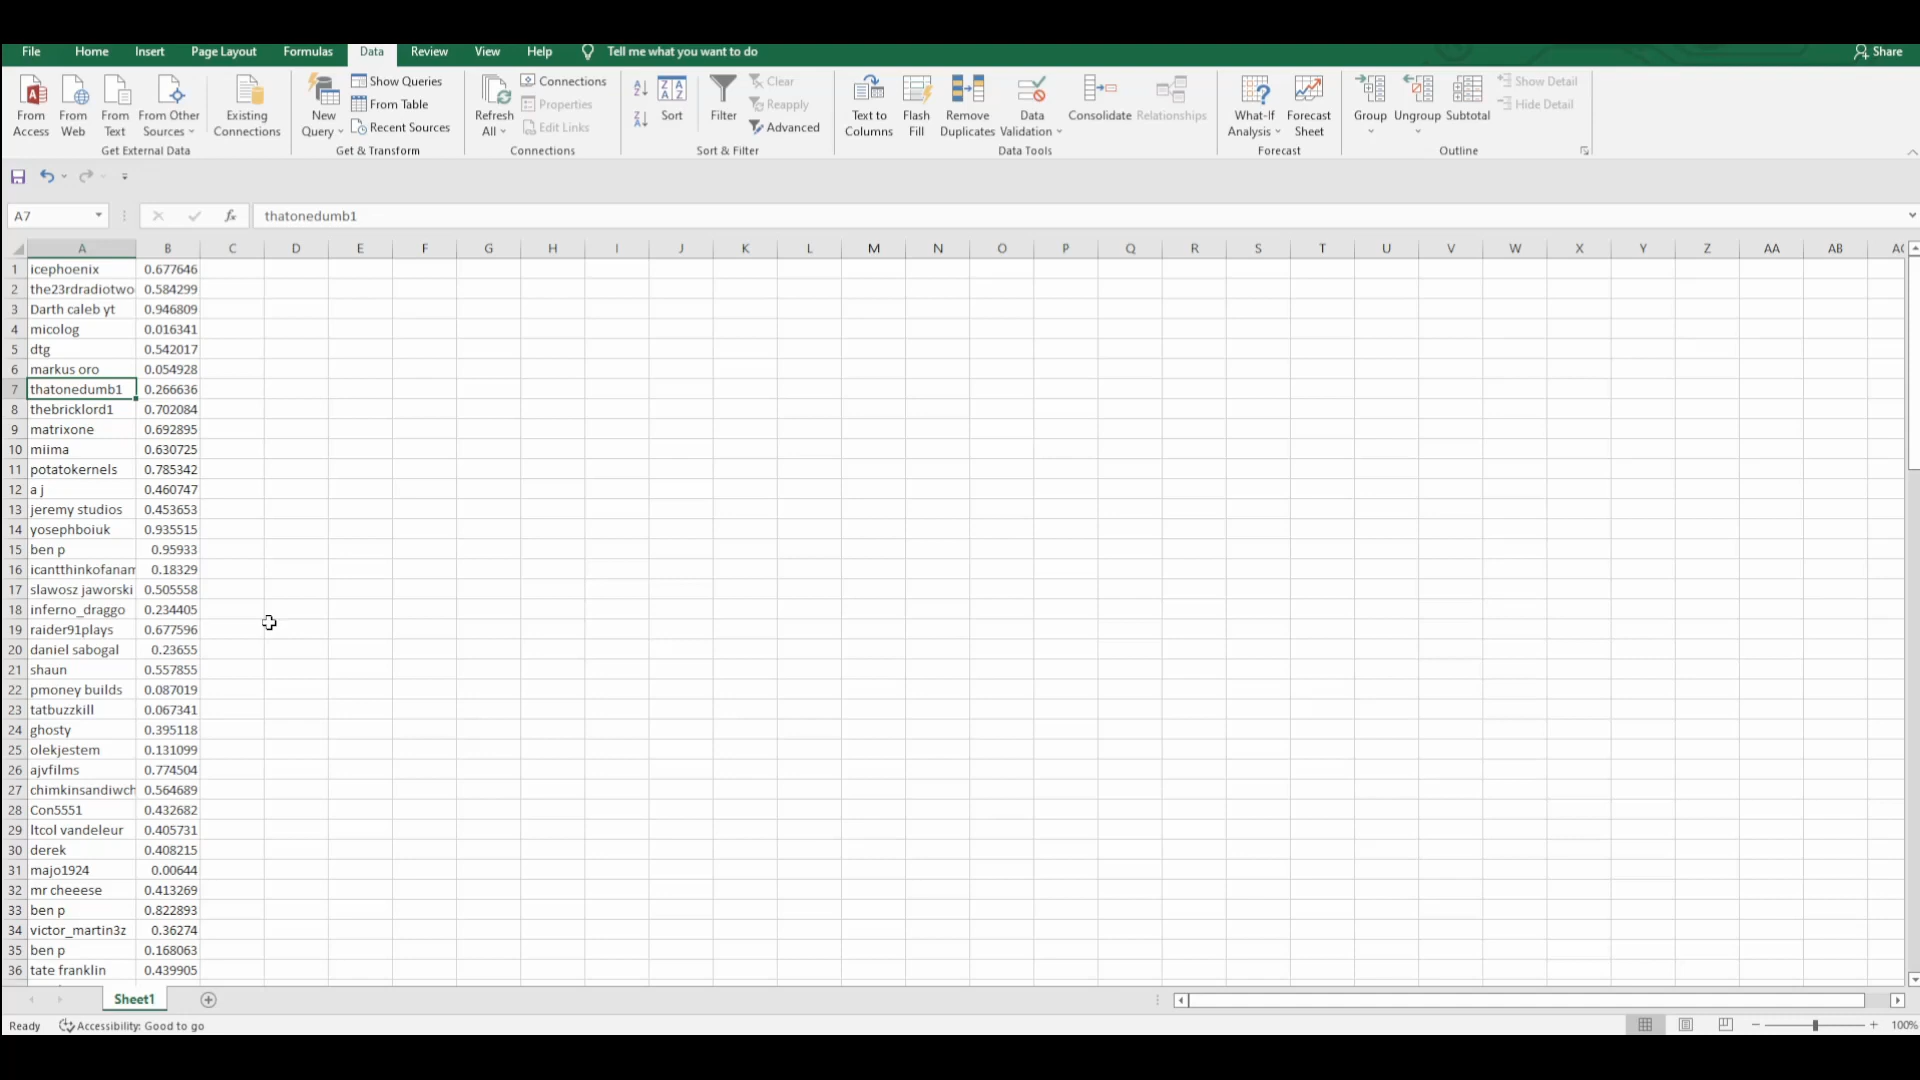 File Home Insert Page Layout Formulas Data Review View Help Tell me what you want to do Share
From Access
From Web
From Text
From Other Sources
Existing Connections
Get External Data
New Query
Show Queries
From Table
Recent Sources
Get & Transform
Refresh All
Connections
Properties
Edit Links
Connections
Sort
Filter
Clear
Reapply
Advanced
Sort & Filter
Text to Columns
Flash Fill
Remove Duplicates
Data Validation
Consolidate
Relationships
Data Tools
What-If Analysis
Forecast Sheet
Forecast
Group
Ungroup
Subtotal
Show Detail
Hide Detail
Outline
A7 fx thatonedumb1
A B C D E F G H I J K L M N O P Q R S T U V W X Y Z AA AB AC
1 icephoenix 0.677646
2 the23rdradiotwo 0.584299
3 Darth caleb yt 0.946809
4 micolog 0.016341
5 dtg 0.542017
6 markus oro 0.054928
7 thatonedumb1 0.266636
8 thebricklord1 0.702084
9 matrixone 0.692895
10 miima 0.630725
11 potatokernels 0.785342
12 a j 0.460747
13 jeremy studios 0.453653
14 yosephboiuk 0.935515
15 ben p 0.95933
16 icantthinkofanam 0.18329
17 slawosz jaworski 0.505558
18 inferno_draggo 0.234405
19 raider91plays 0.677596
20 daniel sabogal 0.23655
21 shaun 0.557855
22 pmoney builds 0.087019
23 tatbuzzkill 0.067341
24 ghosty 0.395118
25 olekjestem 0.131099
26 ajvfilms 0.774504
27 chimkinsandiwch 0.564689
28 Con5551 0.432682
29 ltcol vandeleur 0.405731
30 derek 0.408215
31 majo1924 0.00644
32 mr cheeese 0.413269
33 ben p 0.822893
34 victor_martin3z 0.36274
35 ben p 0.168063
36 tate franklin 0.439905
Sheet1
Ready Accessibility: Good to go 100%